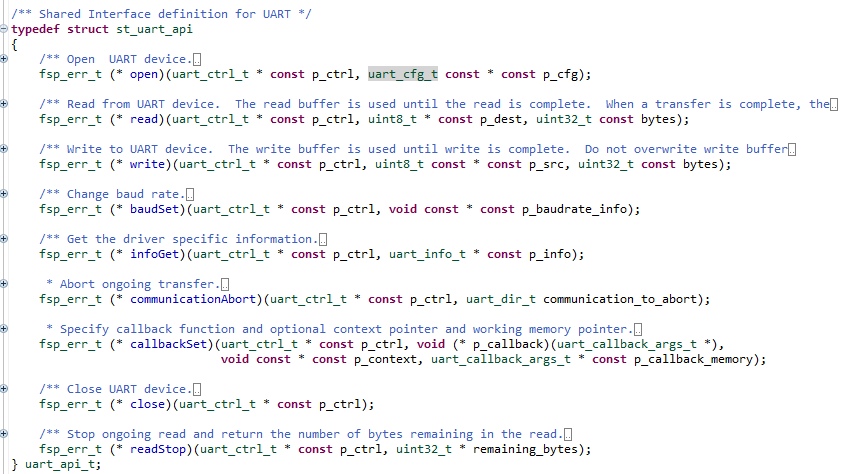 /** Shared Interface definition for UART */
typedef struct st_uart_api
{
/** Open  UART device.
fsp_err_t (* open)(uart_ctrl_t * const p_ctrl, uart_cfg_t const * const p_cfg);
/** Read from UART device.  The read buffer is used until the read is complete.  When a transfer is complete, the
fsp_err_t (* read)(uart_ctrl_t * const p_ctrl, uint8_t * const p_dest, uint32_t const bytes);
/** Write to UART device.  The write buffer is used until write is complete.  Do not overwrite write buffer
fsp_err_t (* write)(uart_ctrl_t * const p_ctrl, uint8_t const * const p_src, uint32_t const bytes);
/** Change baud rate.
fsp_err_t (* baudSet)(uart_ctrl_t * const p_ctrl, void const * const p_baudrate_info);
/** Get the driver specific information.
fsp_err_t (* infoGet)(uart_ctrl_t * const p_ctrl, uart_info_t * const p_info);
* Abort ongoing transfer.
fsp_err_t (* communicationAbort)(uart_ctrl_t * const p_ctrl, uart_dir_t communication_to_abort);
* Specify callback function and optional context pointer and working memory pointer.
fsp_err_t (* callbackSet)(uart_ctrl_t * const p_ctrl, void (* p_callback)(uart_callback_args_t *),
void const * const p_context, uart_callback_args_t * const p_callback_memory);
/** Close UART device.
fsp_err_t (* close)(uart_ctrl_t * const p_ctrl);
/** Stop ongoing read and return the number of bytes remaining in the read.
fsp_err_t (* readStop)(uart_ctrl_t * const p_ctrl, uint32_t * remaining_bytes);
} uart_api_t;